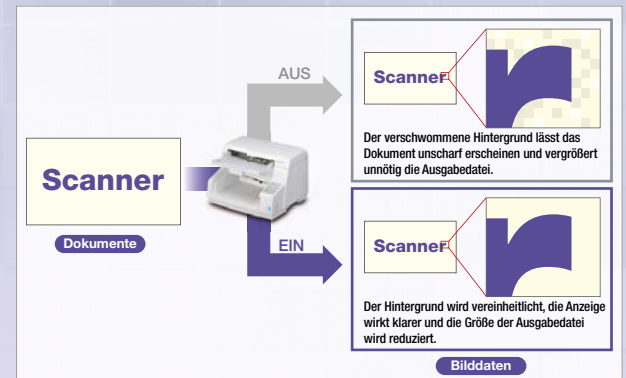 Scanner
Dokumente
AUS
EIN
Scanner
Der verschwommene Hintergrund lässt das
Dokument unscharf erscheinen und vergrößert
unnötig die Ausgabedatei.
Scanner
Der Hintergrund wird vereinheitlicht, die Anzeige
wirkt klarer und die Größe der Ausgabedatei
wird reduziert.
Bilddaten